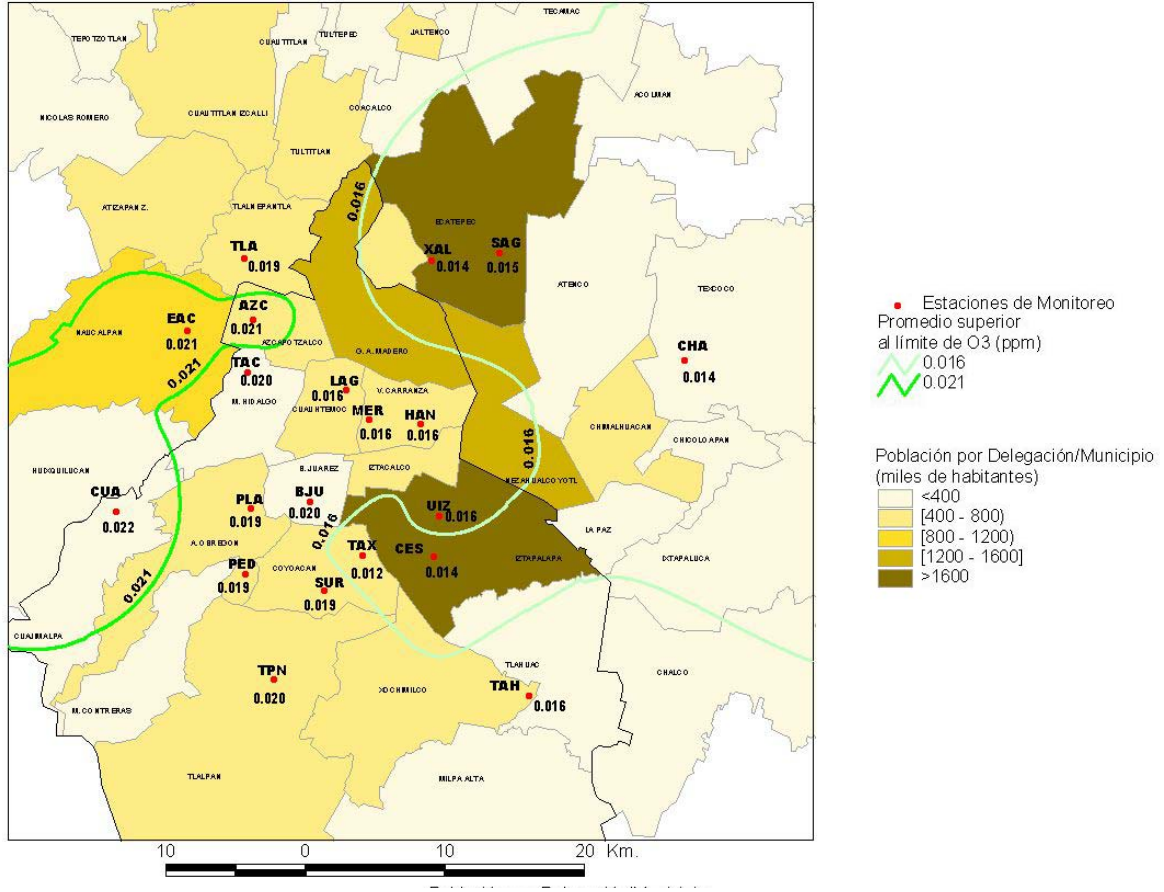 TECAMAC
TEPOTZOTLAN
CUAUTITLAN
TULTEPEC
JALTENCO
ACOLMAN
NICOLAS ROMERO
CUAUTITLAN IZCALLI
COACALCO
TULTITLAN
ATIZAPAN Z.
TLALNEPANTLA
0.016
ECATEPEC
TLA
0.019
XAL
0.014
SAG
0.015
ATENCO
TEXCOCO
NAUCALPAN
EAC
0.021
AZC
0.021
AZCAPOTZALCO
G. A. MADERO
CHA
0.014
0.021
TAC
0.020
M. HIDALGO
LAG
0.016
CUAUHTEMOC
V. CARRANZA
MER
0.016
HAN
0.016
CHIMALHUACAN
CHICOLOAPAN
HUIXQUILUCAN
B. JUAREZ
IZTACALCO
0.016
NEZAHUALCOYOTL
CUA
0.022
PLA
0.019
BJU
0.020
0.016
UIZ
0.016
LA PAZ
A. OBREGON
TAX
0.012
CES
0.014
IZTAPALAPA
IXTAPALUCA
PED
0.019
COYOACAN
SUR
0.019
0.021
CUAJIMALPA
TPN
0.020
XOCHIMILCO
TLAHUAC
TAH
0.016
CHALCO
M. CONTRERAS
TLALPAN
MILPA ALTA
10 0 10 20 Km.
Estaciones de Monitoreo
Promedio superior
al límite de O3 (ppm)
0.016
0.021
Población por Delegación/Municipio
(miles de habitantes)
<400
[400 - 800)
[800 - 1200)
[1200 - 1600]
>1600